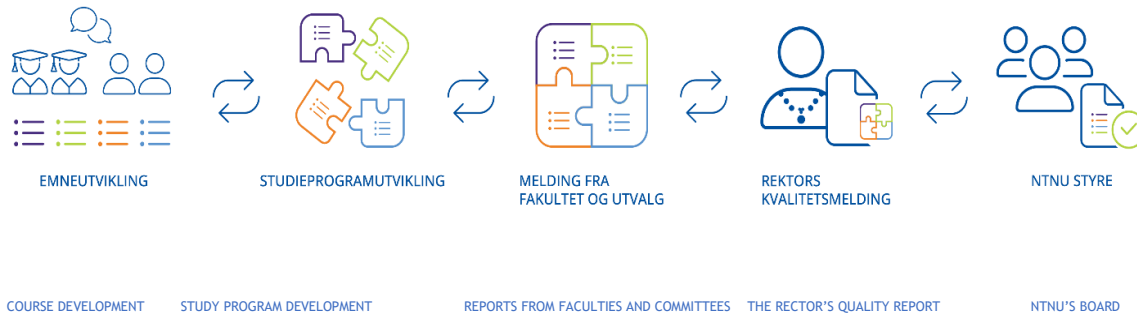 EMNEUTVIKLING
STUDIEPROGRAMUTVIKLING
MELDING FRA
FAKULTET OG UTVALG
REKTORS
KVALITETSMELDING
NTNU STYRE
COURSE DEVELOPMENT
STUDY PROGRAM DEVELOPMENT
REPORTS FROM FACULTIES AND COMMITTEES
THE RECTOR'S QUALITY REPORT
NTNU'S BOARD